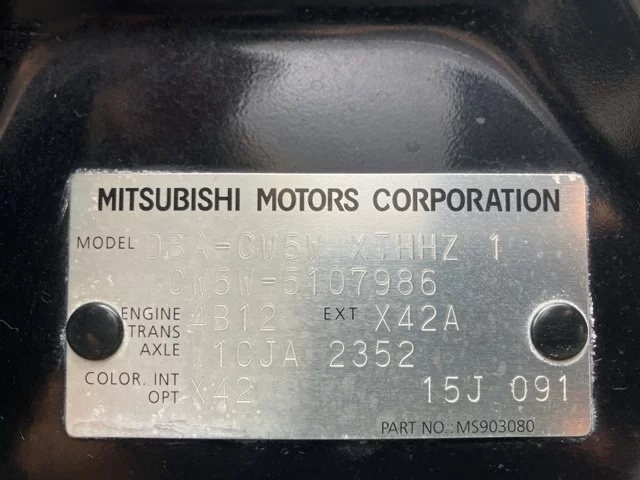 MITSUBISHI MOTORS CORPORATION
MODEL DBA-CW5W XTHHZ 1
CW5W-5107986
ENGINE 4B12 EXT X42A
TRANS
AXLE W1CJA 2352
COLOR. INT
OPT X42 15J 091
PART NO.:MS903080